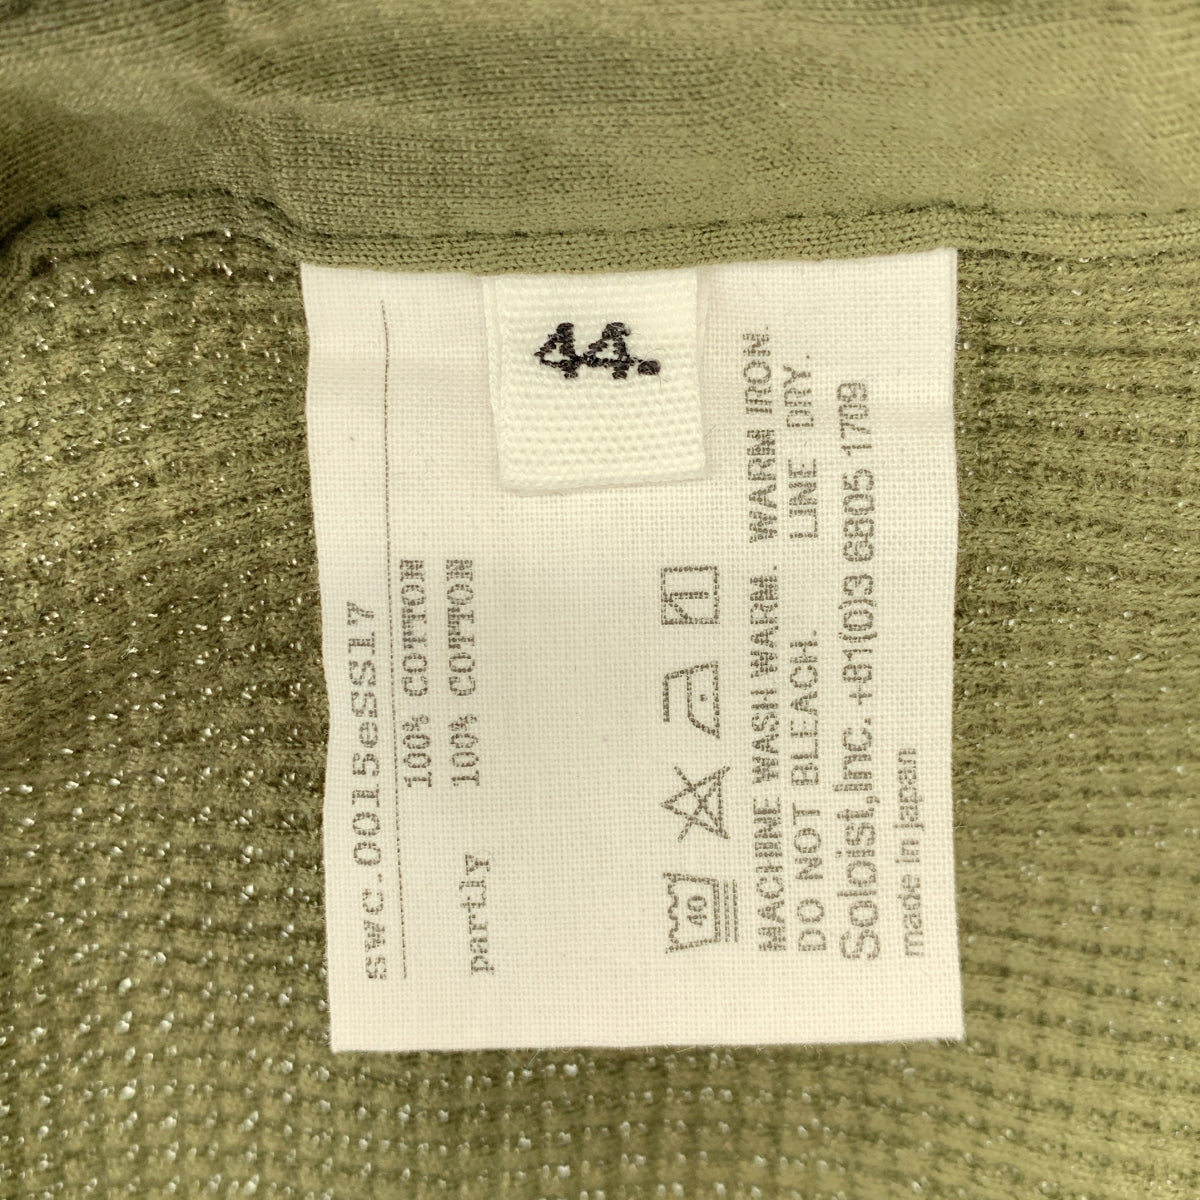 44.
swc.0015eSS17
100% COTTON
partly 100% COTTON
40
MACHINE WASH WARM. WARM IRON.
DO NOT BLEACH. LINE DRY.
Soloist,Inc. +81(0)3 6805 1709
made in japan